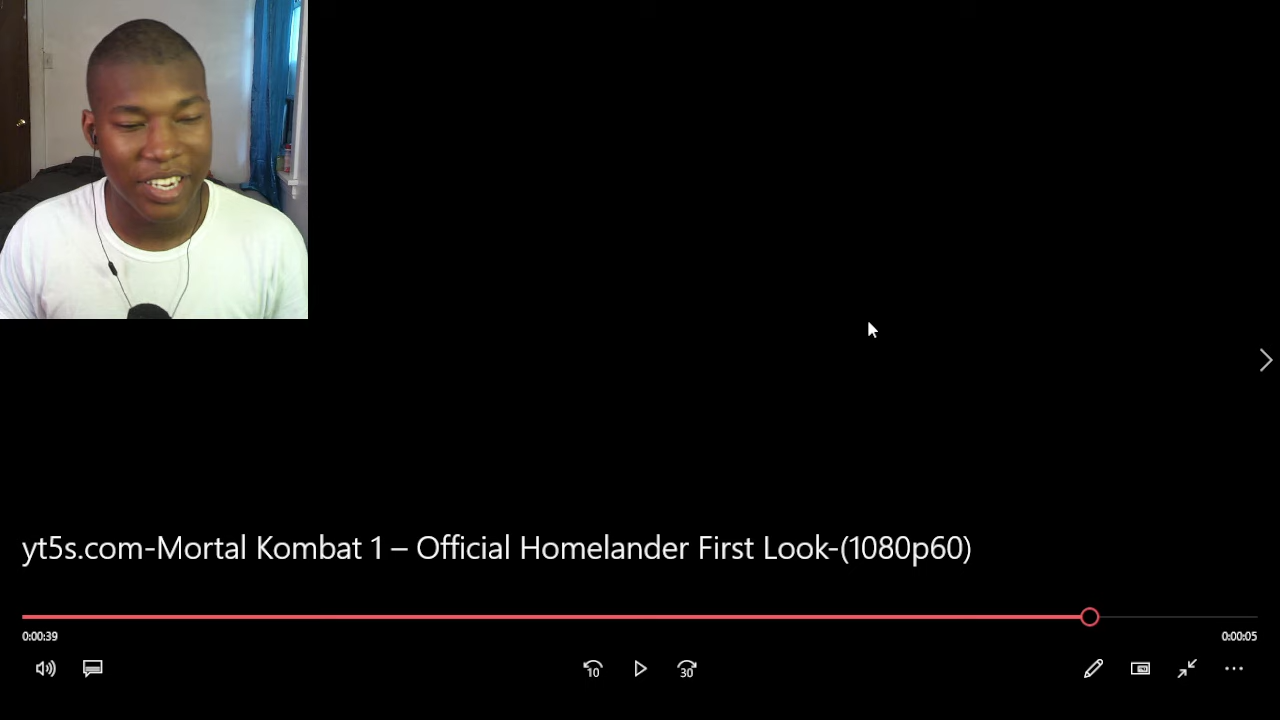 yt5s.com-Mortal Kombat 1 – Official Homelander First Look-(1080p60)
0:00:39
0:00:05
10
30